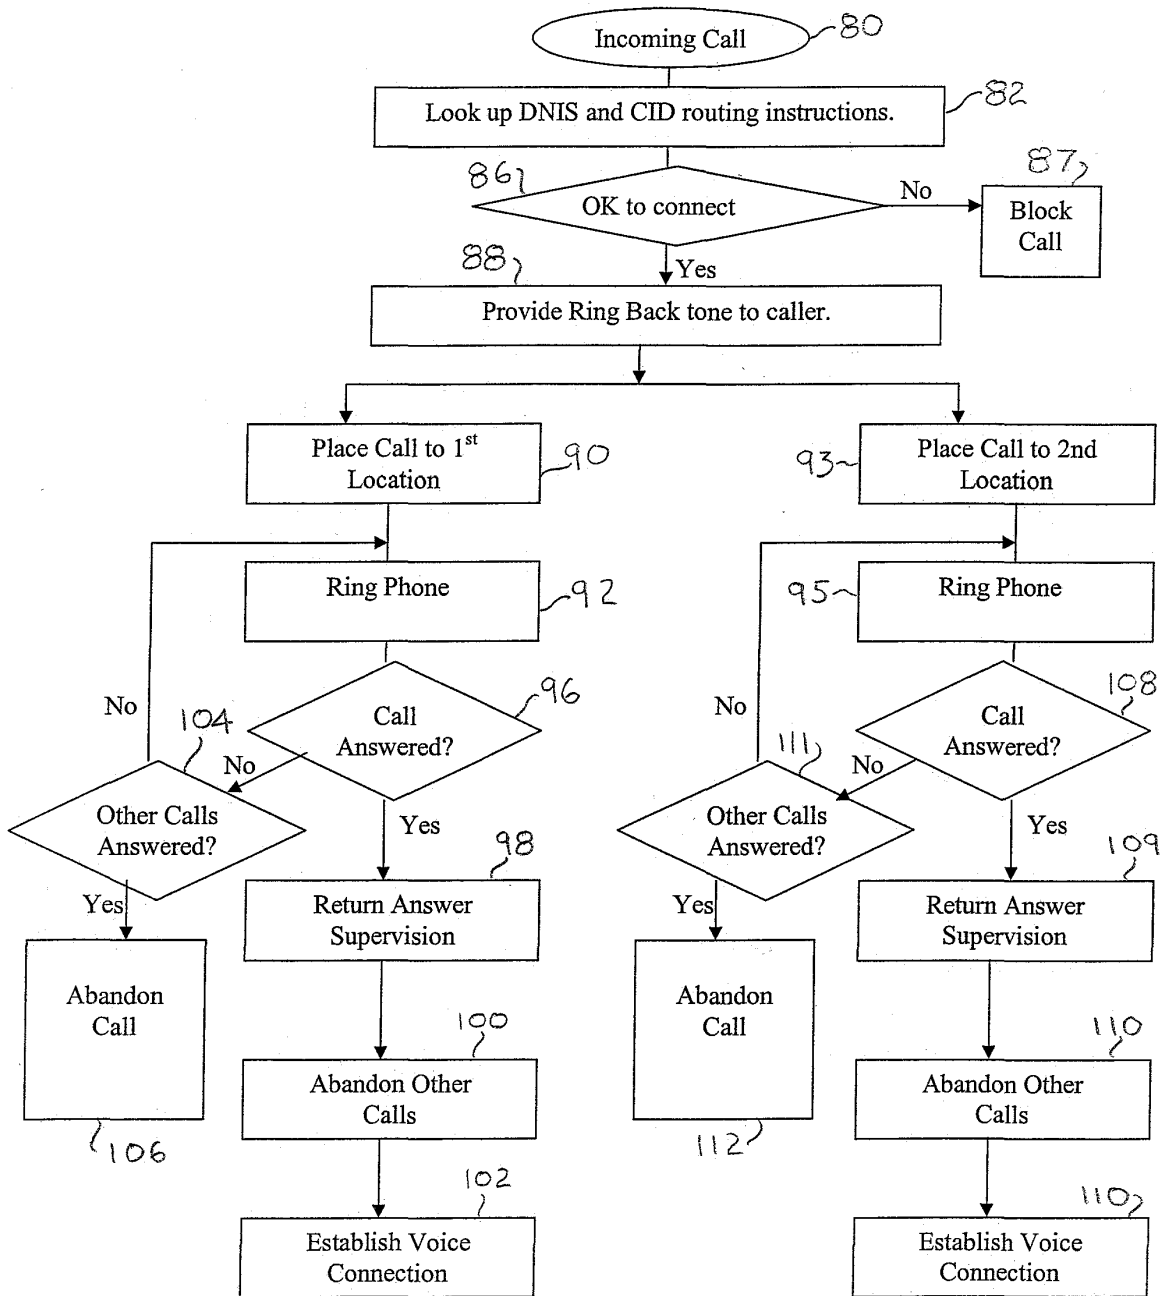 Incoming Call
80
Look up DNIS and CID routing instructions.
82
86
OK to connect
No
87
Block
Call
88
Yes
Provide Ring Back tone to caller.
Place Call to 1st
Location
90
93
Place Call to 2nd
Location
Ring Phone
92
95
Ring Phone
No
104
Call
Answered?
96
No
No
111
Call
Answered?
108
No
Other Calls
Answered?
Yes
Other Calls
Answered?
Yes
Yes
98
Return Answer
Supervision
Yes
109
Return Answer
Supervision
Abandon
Call
106
100
Abandon Other
Calls
Abandon
Call
112
110
Abandon Other
Calls
102
Establish Voice
Connection
110
Establish Voice
Connection